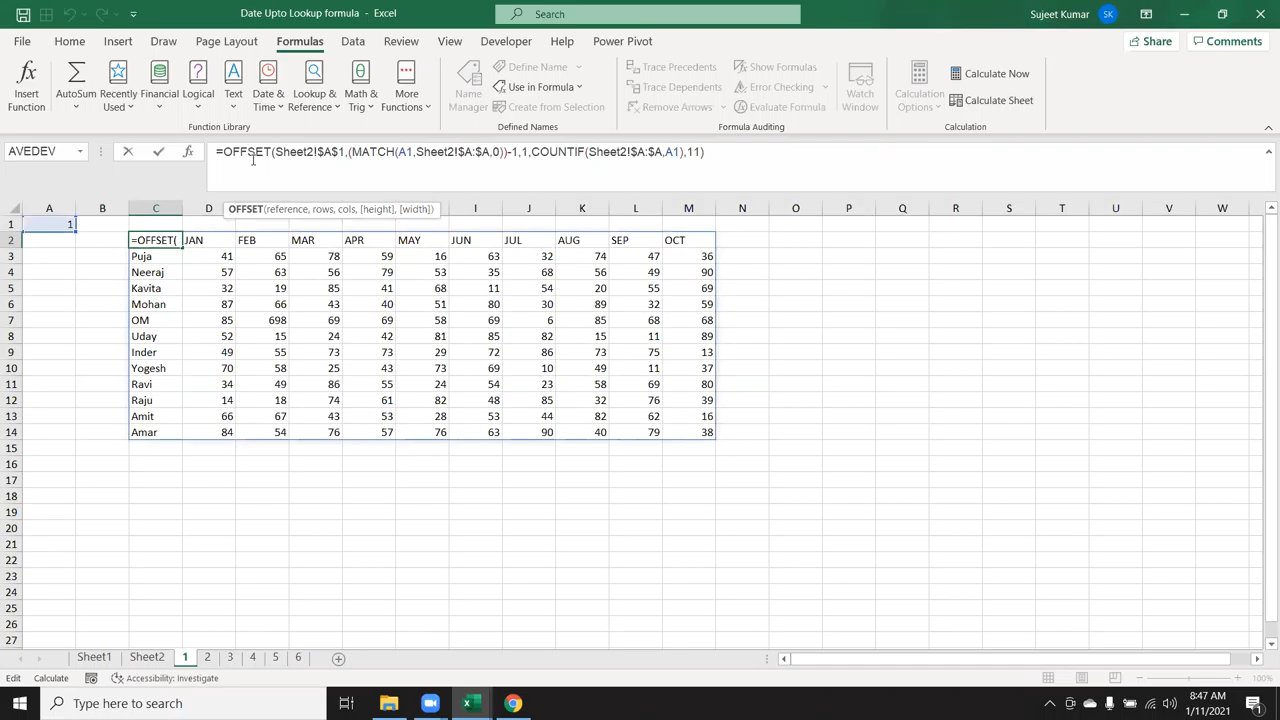 Date Upto Lookup formula - Excel
Search
Sujeet Kumar
SK
File Home Insert Draw Page Layout Formulas Data Review View Developer Help Power Pivot
Share Comments
Insert Function
AutoSum
Recently Used
Financial
Logical
Text
Date & Time
Lookup & Reference
Math & Trig
More Functions
Function Library
Name Manager
Define Name
Use in Formula
Create from Selection
Defined Names
Trace Precedents
Trace Dependents
Remove Arrows
Show Formulas
Error Checking
Evaluate Formula
Formula Auditing
Watch Window
Calculation Options
Calculate Now
Calculate Sheet
Calculation
AVEDEV
=OFFSET(Sheet2!$A$1,(MATCH(A1,Sheet2!$A:$A,0))-1,1,COUNTIF(Sheet2!$A:$A,A1),11)
OFFSET(reference, rows, cols, [height], [width])
A B C D I J K L M N O P Q R S T U V W
1 1
2 =OFFSET( JAN FEB MAR APR MAY JUN JUL AUG SEP OCT
3 Puja 41 65 78 59 16 63 32 74 47 36
4 Neeraj 57 63 56 79 53 35 68 56 49 90
5 Kavita 32 19 85 41 68 11 54 20 55 69
6 Mohan 87 66 43 40 51 80 30 89 32 59
7 OM 85 698 69 69 58 69 6 85 68 68
8 Uday 52 15 24 42 81 85 82 15 11 89
9 Inder 49 55 73 73 29 72 86 73 75 13
10 Yogesh 70 58 25 43 73 69 10 49 11 37
11 Ravi 34 49 86 55 24 54 23 58 69 80
12 Raju 14 18 74 61 82 48 85 32 76 39
13 Amit 66 67 43 53 28 53 44 82 62 16
14 Amar 84 54 76 57 76 63 90 40 79 38
15
16
17
18
19
20
21
22
23
24
25
26
27
Sheet1 Sheet2 1 2 3 4 5 6
Edit Calculate Accessibility: Investigate
100%
Type here to search
8:47 AM
1/11/2021